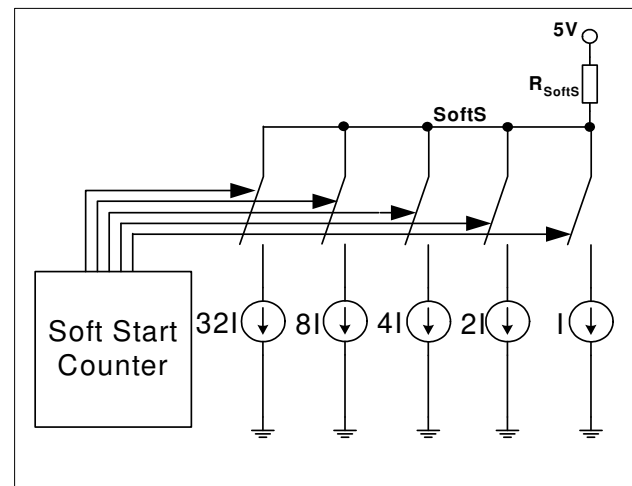 5V
R_SoftS
SoftS
Soft Start
Counter
32I
8I
4I
2I
I